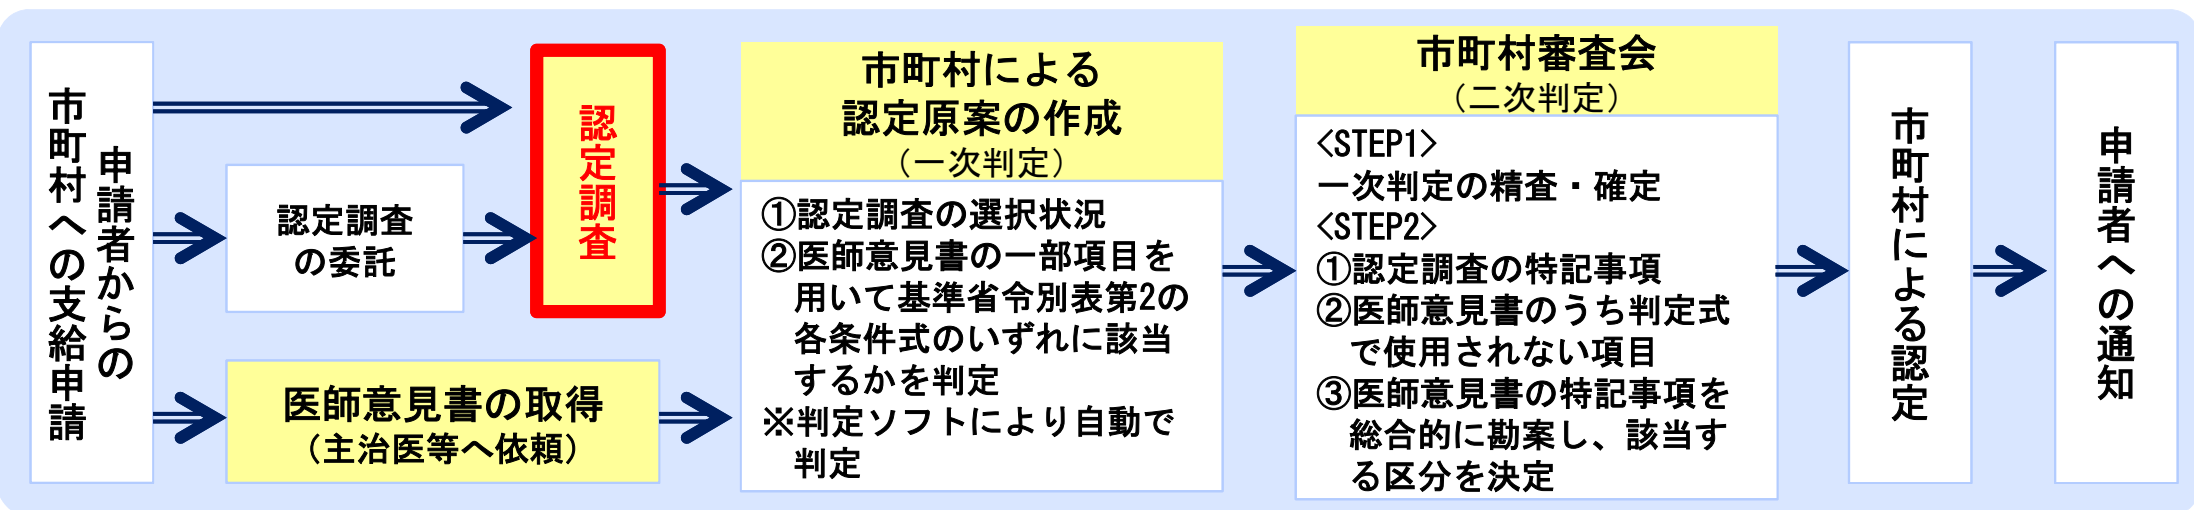 申請者からの
市町村への支給申請
認定調査
の委託
認定調査
医師意見書の取得
（主治医等へ依頼）
市町村による
認定原案の作成
（一次判定）
①認定調査の選択状況
②医師意見書の一部項目を
用いて基準省令別表第2の
各条件式のいずれに該当
するかを判定
※判定ソフトにより自動で
判定
市町村審査会
（二次判定）
<STEP1>
一次判定の精査・確定
<STEP2>
①認定調査の特記事項
②医師意見書のうち判定式
で使用されない項目
③医師意見書の特記事項を
総合的に勘案し、該当す
る区分を決定
市町村による認定
申請者への通知